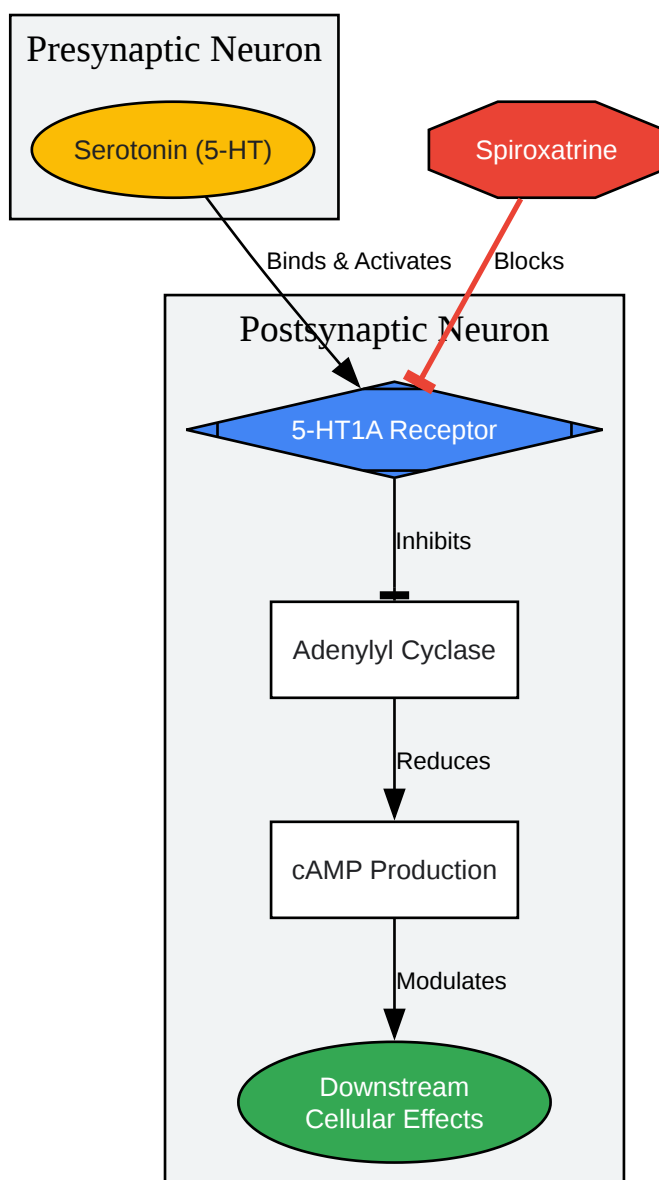 Presynaptic Neuron
Serotonin (5-HT)
Spiroxatrine
Binds & Activates
Blocks
Postsynaptic Neuron
5-HT1A Receptor
Inhibits
Adenylyl Cyclase
Reduces
cAMP Production
Modulates
Downstream
Cellular Effects